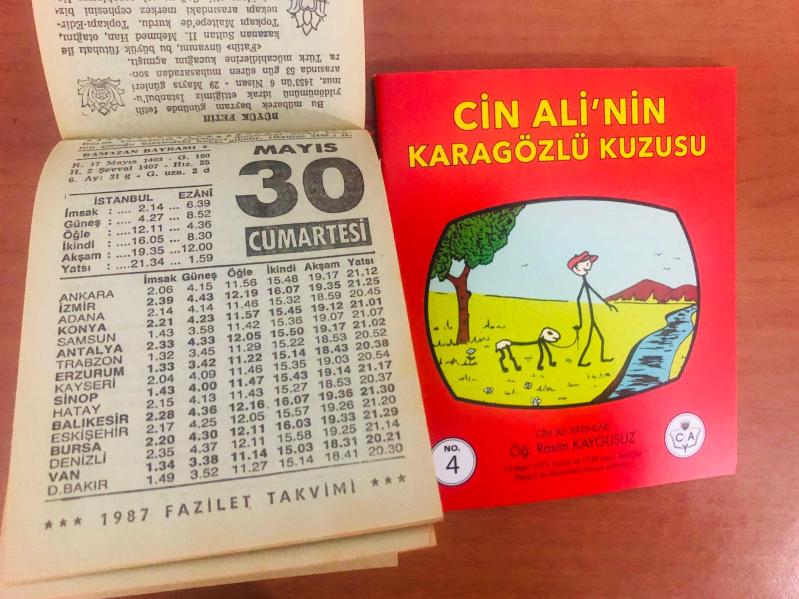 BÜYÜK FETİH
Bu mübarek bayram günümüzde fetih
yıldönümünü idrak ettiğimiz İstanbul'u-
muz, 1453'ün 6 Nisan - 29 Mayıs günleri
arasında 53 gün süren muhasaradan son-
ra Türk mücahidlerine kucağını açmıştı.
«Fatih» ünvanını, bu büyük fütuhatı ile
kazanan Sultan II. Mehmed Han, otağını,
Topkapı Maltepe'de kurdu. Topkapı-Edir-
nekapı arasındaki merkez cephesini biz-
RAMAZAN BAYRAMI
R. 17 Mayıs 1403 - G. 150
H. 2 Şevval 1407 - Hız. 25
6. Ay: 31 g - G. uza. 2 d
MAYIS
30
CUMARTESİ
İSTANBUL EZANİ
İmsak : .... 2.14 ... 6.39
Güneş : .... 4.27 ... 8.52
Öğle : ....12.11 ... 4.36
İkindi : ....16.05 ... 8.30
Akşam : ....19.35 ...12.00
Yatsı : ....21.34 ... 1.59
İmsak Güneş Öğle İkindi Akşam Yatsı
ANKARA 2.06 4.15 11.56 15.48 19.17 21.12
İZMİR 2.39 4.43 12.19 16.07 19.35 21.25
ADANA 2.14 4.14 11.46 15.32 18.59 20.45
KONYA 2.21 4.23 11.57 15.45 19.12 21.01
SAMSUN 1.43 3.58 11.42 15.36 19.07 21.07
ANTALYA 2.33 4.33 12.05 15.50 19.17 21.02
TRABZON 1.32 3.45 11.29 15.22 18.53 20.52
ERZURUM 1.33 3.42 11.22 15.14 18.43 20.38
KAYSERİ 2.04 4.09 11.46 15.35 19.03 20.54
SİNOP 1.43 4.00 11.47 15.43 19.14 21.17
HATAY 2.15 4.13 11.43 15.27 18.53 20.37
BALIKESİR 2.28 4.36 12.16 16.07 19.36 21.30
ESKİŞEHİR 2.17 4.25 12.05 15.57 19.26 21.20
BURSA 2.20 4.30 12.11 16.03 19.33 21.29
DENİZLİ 2.35 4.37 12.11 15.58 19.25 21.14
VAN 1.34 3.38 11.14 15.03 18.31 20.21
D.BAKIR 1.49 3.52 11.27 15.14 18.41 20.30
*** 1987 FAZİLET TAKVİMİ ***
CİN ALİ'NİN
KARAGÖZLÜ KUZUSU
CİN ALİ YAYINLARI
Öğ. Rasim KAYGUSUZ
NO.
4
C A
Y